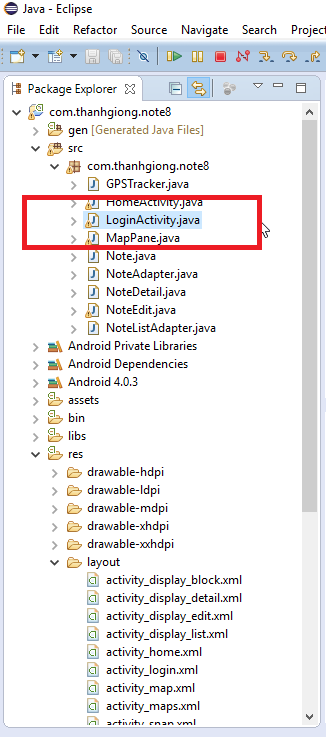 Java - Eclipse
File Edit Refactor Navigate Search Project
Package Explorer
com.thanhgiong.note8
gen [Generated Java Files]
src
com.thanhgiong.note8
GPSTracker.java
HomeActivity.java
LoginActivity.java
MapPane.java
Note.java
NoteAdapter.java
NoteDetail.java
NoteEdit.java
NoteListAdapter.java
Android Private Libraries
Android Dependencies
Android 4.0.3
assets
bin
libs
res
drawable-hdpi
drawable-ldpi
drawable-mdpi
drawable-xhdpi
drawable-xxhdpi
layout
activity_display_block.xml
activity_display_detail.xml
activity_display_edit.xml
activity_display_list.xml
activity_home.xml
activity_login.xml
activity_map.xml
activity_maps.xml
activity_snap.xml